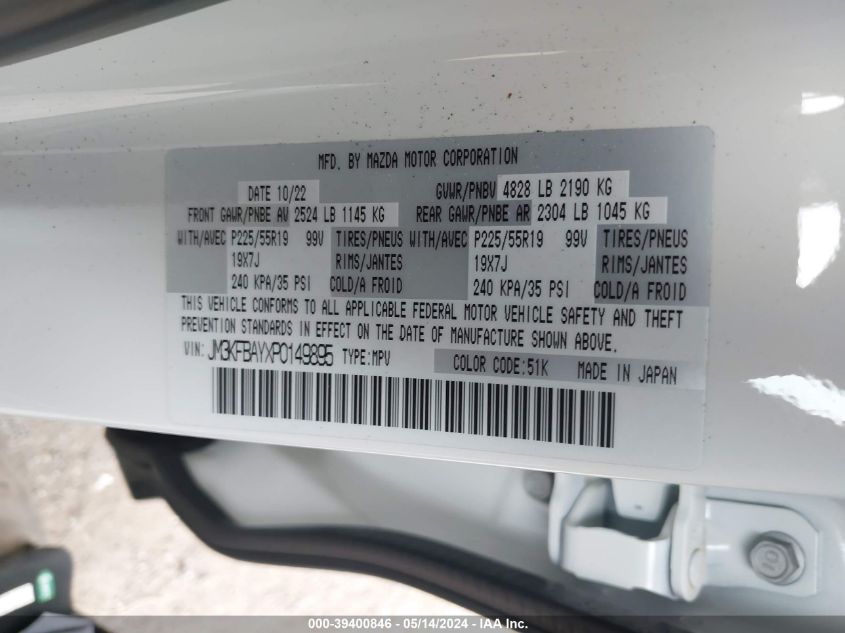 MFD. BY MAZDA MOTOR CORPORATION
DATE 10/22 GVWR/PNBV 4828 LB 2190 KG
FRONT GAWR/PNBE AV 2524 LB 1145 KG REAR GAWR/PNBE AR 2304 LB 1045 KG
WITH/AVEC P225/55R19 99V TIRES/PNEUS WITH/AVEC P225/55R19 99V TIRES/PNEUS
19X7J RIMS/JANTES 19X7J RIMS/JANTES
240 KPA/35 PSI COLD/A FROID 240 KPA/35 PSI COLD/A FROID
THIS VEHICLE CONFORMS TO ALL APPLICABLE FEDERAL MOTOR VEHICLE SAFETY AND THEFT
PREVENTION STANDARDS IN EFFECT ON THE DATE OF MANUFACTURE SHOWN ABOVE.
VIN: JM3KFBAYXP0149895 TYPE:MPV COLOR CODE:51K MADE IN JAPAN
10
000-39400846 - 05/14/2024 - IAA Inc.